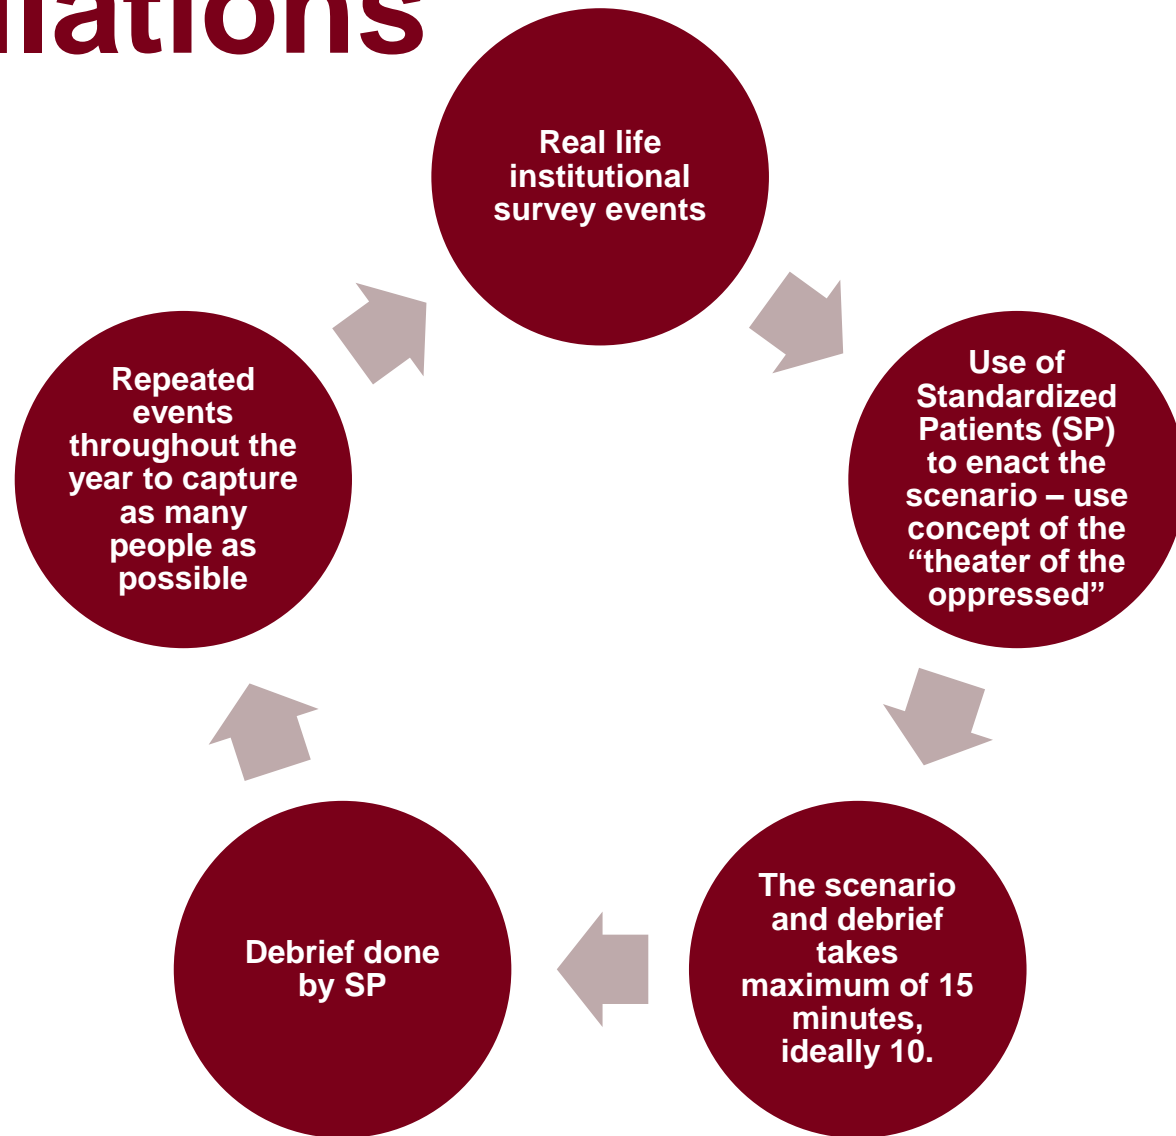 Real life
institutional
survey events
Use of
Standardized
Patients (SP)
to enact the
scenario – use
concept of the
“theater of the
oppressed”
The scenario
and debrief
takes
maximum of 15
minutes,
ideally 10.
Debrief done
by SP
Repeated
events
throughout the
year to capture
as many
people as
possible